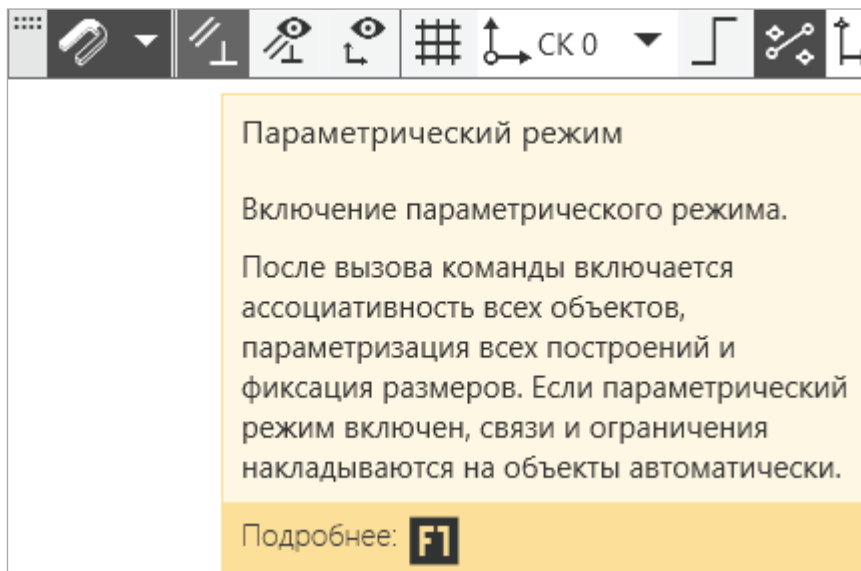 СК 0
Параметрический режим
Включение параметрического режима.
После вызова команды включается
ассоциативность всех объектов,
параметризация всех построений и
фиксация размеров. Если параметрический
режим включен, связи и ограничения
накладываются на объекты автоматически.
Подробнее: F1